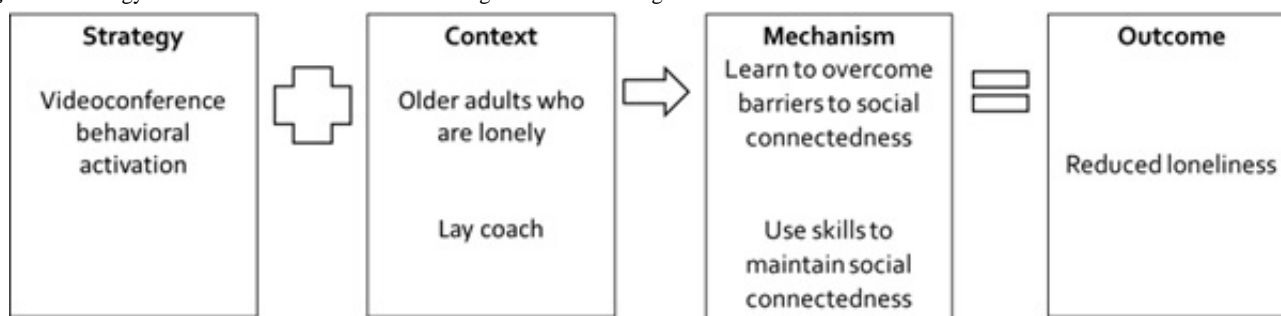 Strategy
Videoconference
behavioral
activation
Context
Older adults who
are lonely
Lay coach
Mechanism
Learn to overcome
barriers to social
connectedness
Use skills to
maintain social
connectedness
Outcome
Reduced loneliness